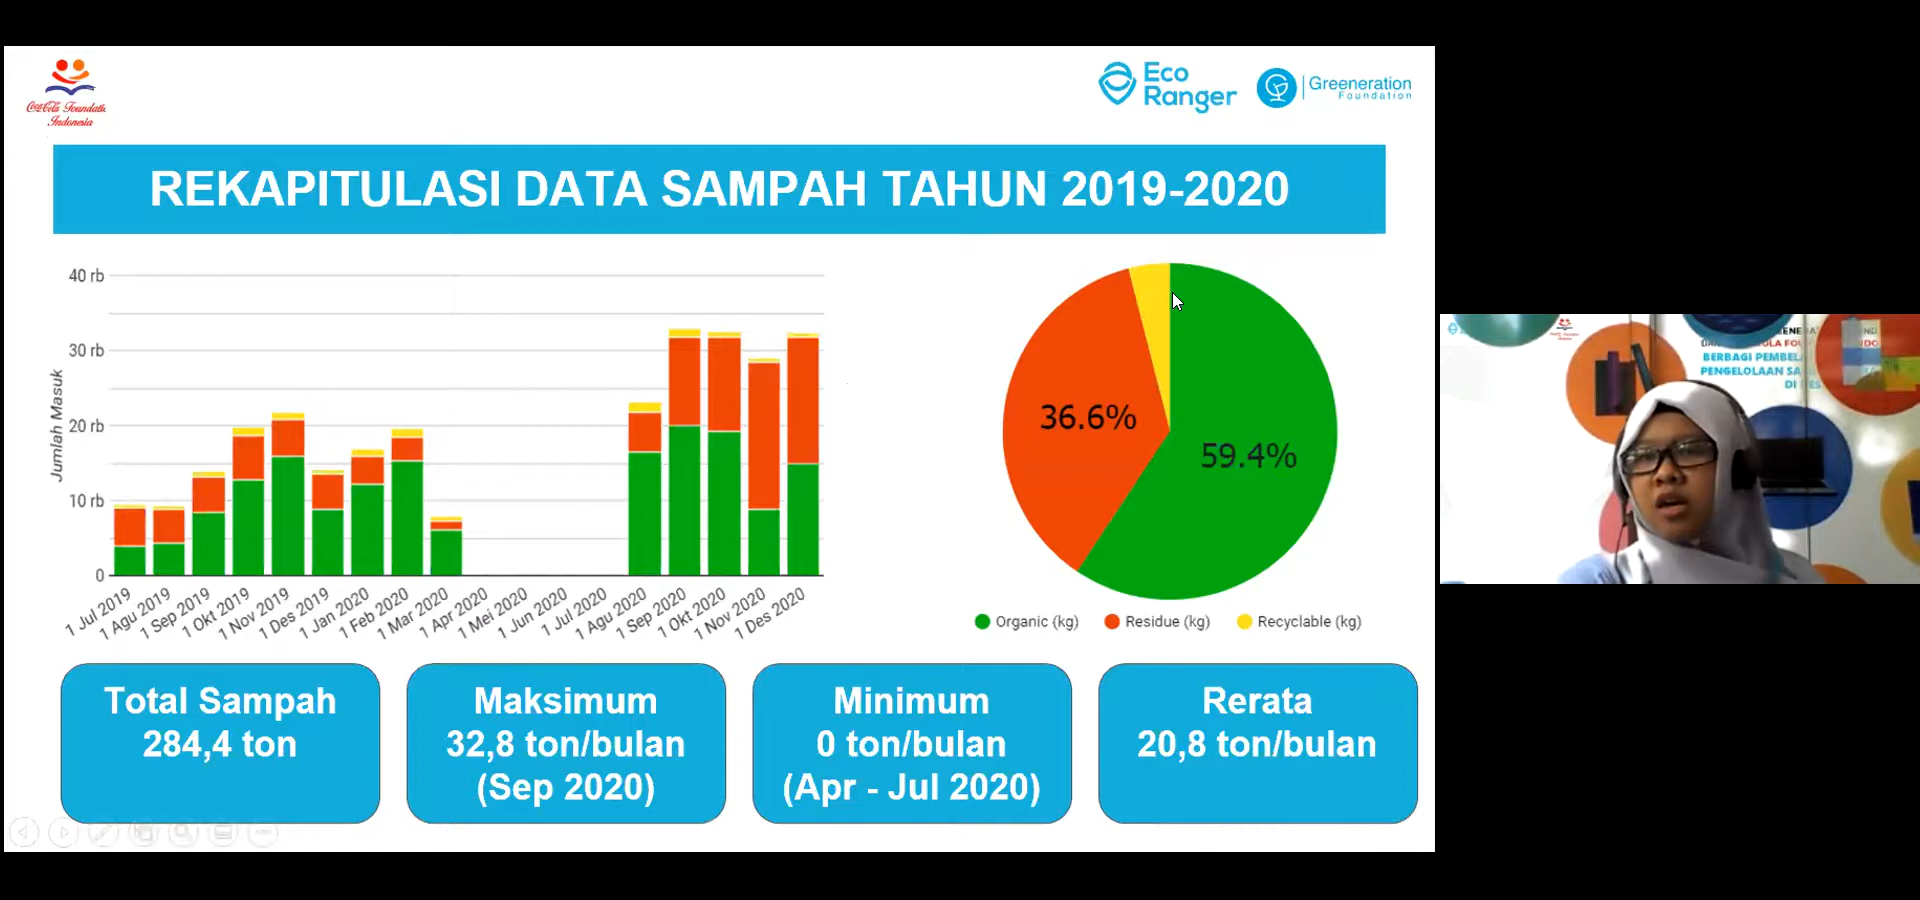 Coca-Cola Foundation
Indonesia
Eco
Ranger
Greeneration
Foundation
REKAPITULASI DATA SAMPAH TAHUN 2019-2020
Jumlah Masuk
40 rb
30 rb
20 rb
10 rb
0
1 Jul 2019
1 Agu 2019
1 Sep 2019
1 Okt 2019
1 Nov 2019
1 Des 2019
1 Jan 2020
1 Feb 2020
1 Mar 2020
1 Apr 2020
1 Mei 2020
1 Jun 2020
1 Jul 2020
1 Agu 2020
1 Sep 2020
1 Okt 2020
1 Nov 2020
1 Des 2020
36.6%
59.4%
Organic (kg)
Residue (kg)
Recyclable (kg)
Total Sampah
284,4 ton
Maksimum
32,8 ton/bulan
(Sep 2020)
Minimum
0 ton/bulan
(Apr - Jul 2020)
Rerata
20,8 ton/bulan
BERBAGI